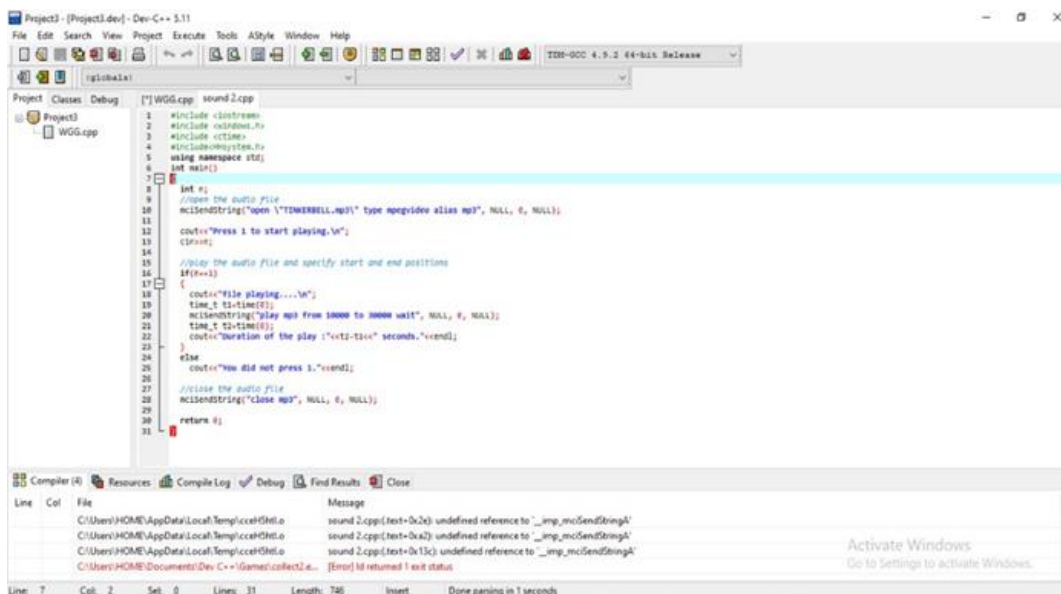 Project3 - [Project3.dev] - Dev-C++ 5.11
File Edit Search View Project Execute Tools AStyle Window Help
TDM-GCC 4.9.2 64-bit Release
(globals)
Project Classes Debug
[*] WGG.cpp sound 2.cpp
Project3
WGG.cpp
1 #include <iostream>
2 #include <windows.h>
3 #include <ctime>
4 #include<Mmsystem.h>
5 using namespace std;
6 int main()
7 {
8 int n;
9 //open the audio file
10 mciSendString("open \"TINKERBELL.mp3\" type mpegvideo alias mp3", NULL, 0, NULL);
11
12 cout<<"Press 1 to start playing.\n";
13 cin>>n;
14
15 //play the audio file and specify start and end positions
16 if(n==1)
17 {
18 cout<<"file playing....\n";
19 time_t t1=time(0);
20 mciSendString("play mp3 from 10000 to 30000 wait", NULL, 0, NULL);
21 time_t t2=time(0);
22 cout<<"Duration of the play :"<<t2-t1<<" seconds."<<endl;
23 }
24 else
25 cout<<"You did not press 1."<<endl;
26
27 //close the audio file
28 mciSendString("close mp3", NULL, 0, NULL);
29
30 return 0;
31 }
Compiler (4) Resources Compile Log Debug Find Results Close
Line Col File Message
C:\Users\HOME\AppData\Local\Temp\cceH5htl.o sound 2.cpp:(.text+0x2e): undefined reference to `__imp_mciSendStringA'
C:\Users\HOME\AppData\Local\Temp\cceH5htl.o sound 2.cpp:(.text+0xa2): undefined reference to `__imp_mciSendStringA'
C:\Users\HOME\AppData\Local\Temp\cceH5htl.o sound 2.cpp:(.text+0x13c): undefined reference to `__imp_mciSendStringA'
C:\Users\HOME\Documents\Dev C++\Games\collect2.e... [Error] ld returned 1 exit status
Activate Windows
Go to Settings to activate Windows.
Line: 7 Col: 2 Sel: 0 Lines: 31 Length: 746 Insert Done parsing in 1 seconds